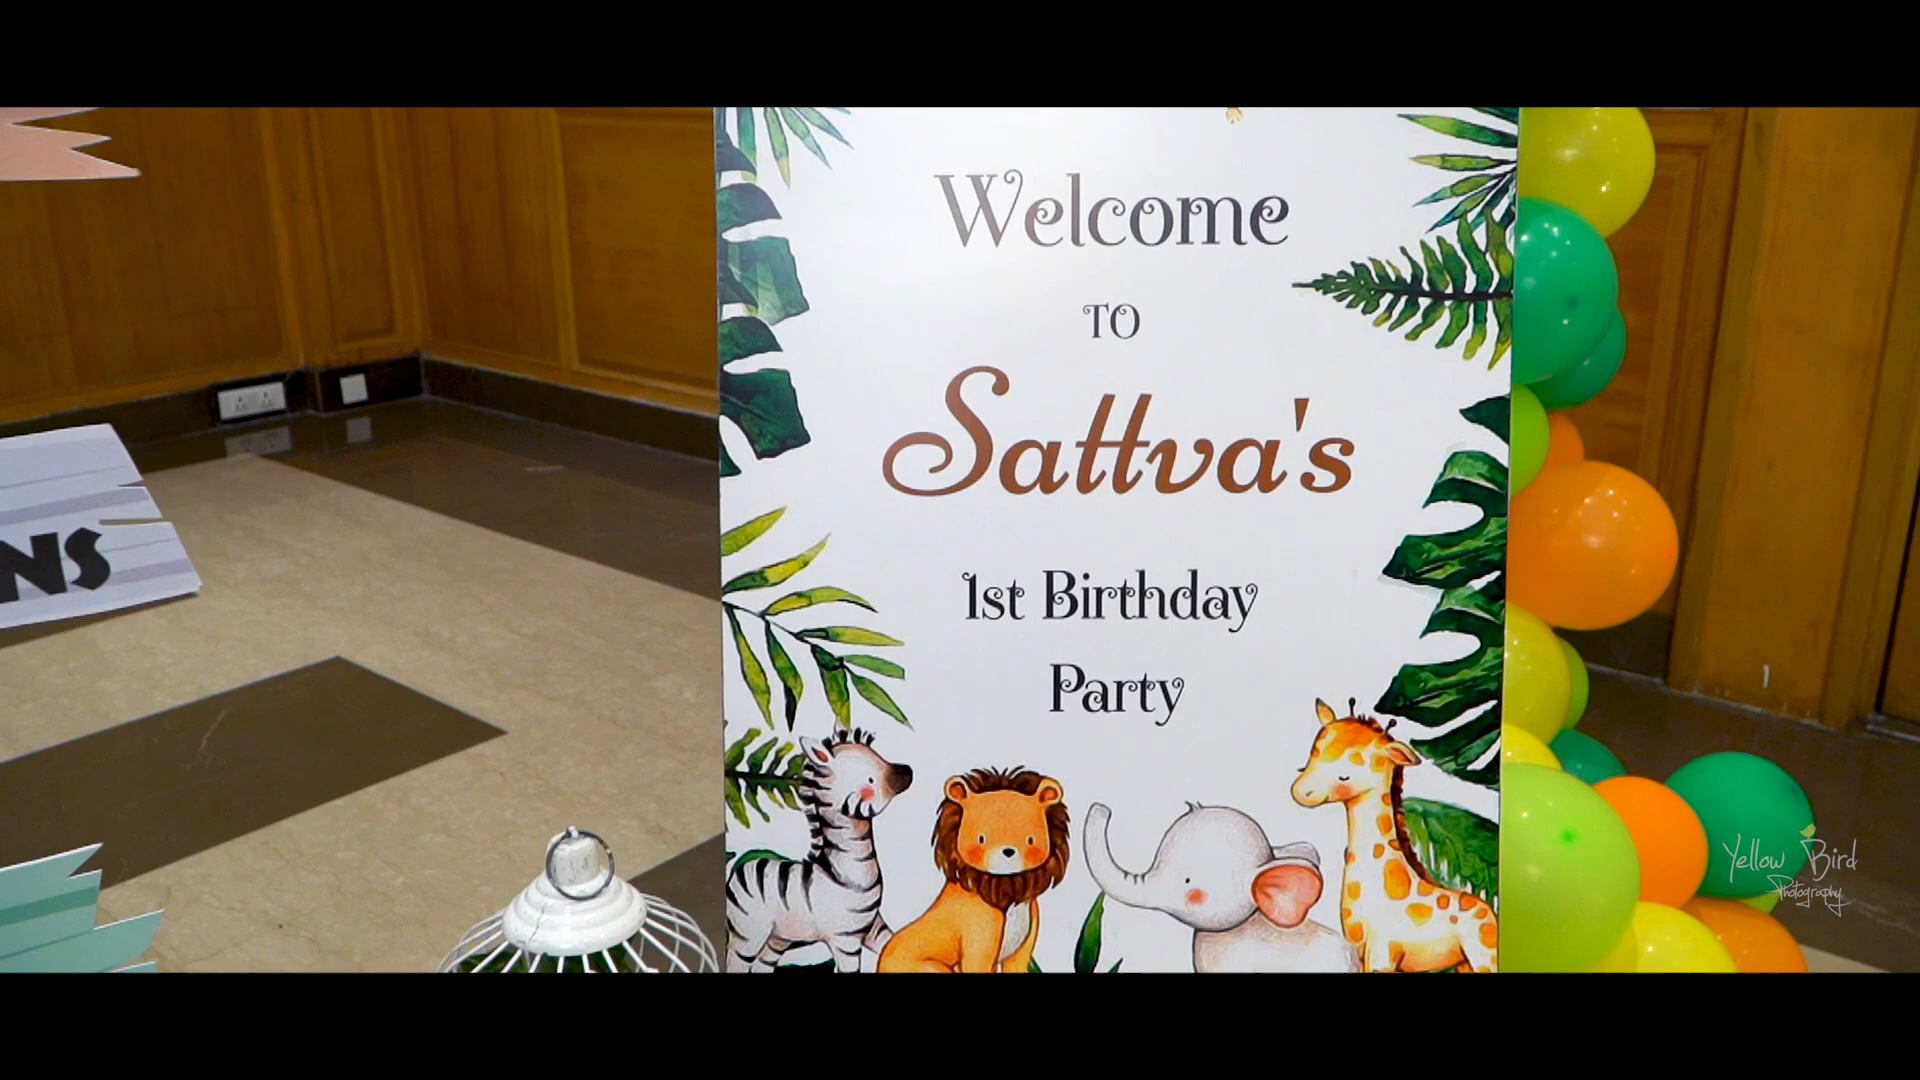 Welcome
TO
Sattva's
1st Birthday
Party
NS
Yellow Bird
Photography